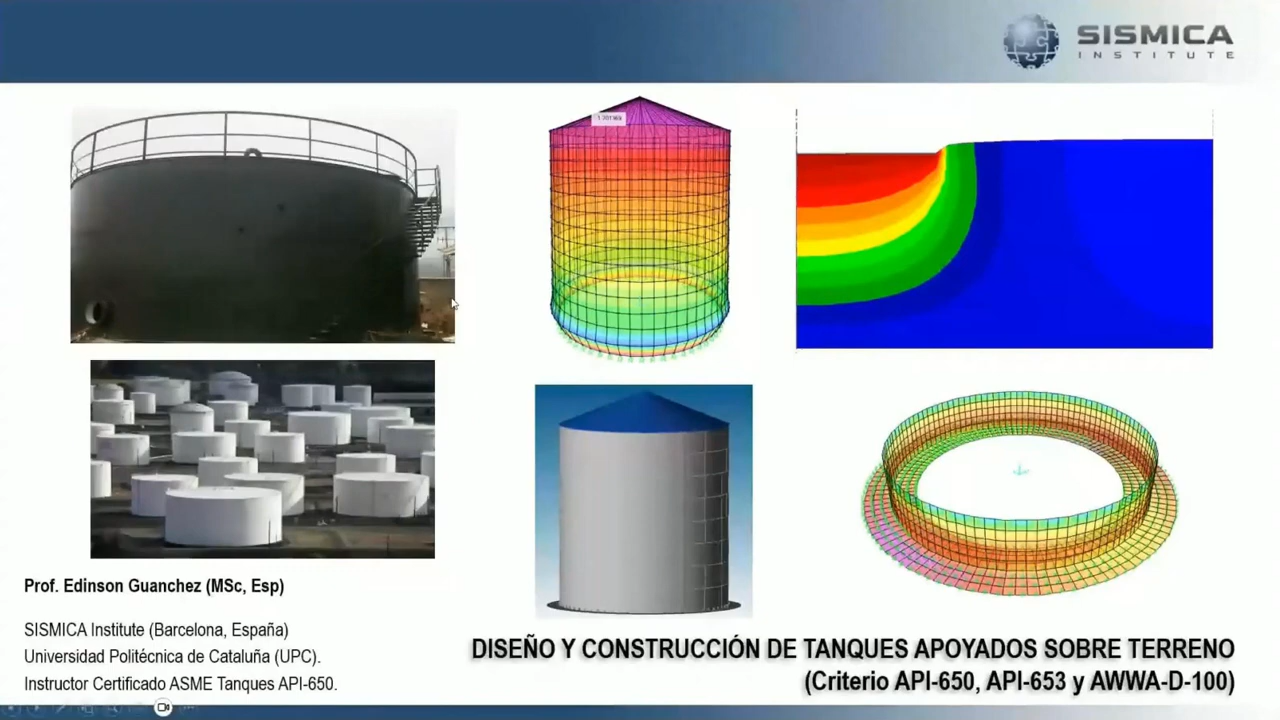 SISMICA
INSTITUTE
Prof. Edinson Guanchez (MSc, Esp)
SISMICA Institute (Barcelona, España)
Universidad Politécnica de Cataluña (UPC).
Instructor Certificado ASME Tanques API-650.
DISEÑO Y CONSTRUCCIÓN DE TANQUES APOYADOS SOBRE TERRENO
(Criterio API-650, API-653 y AWWA-D-100)